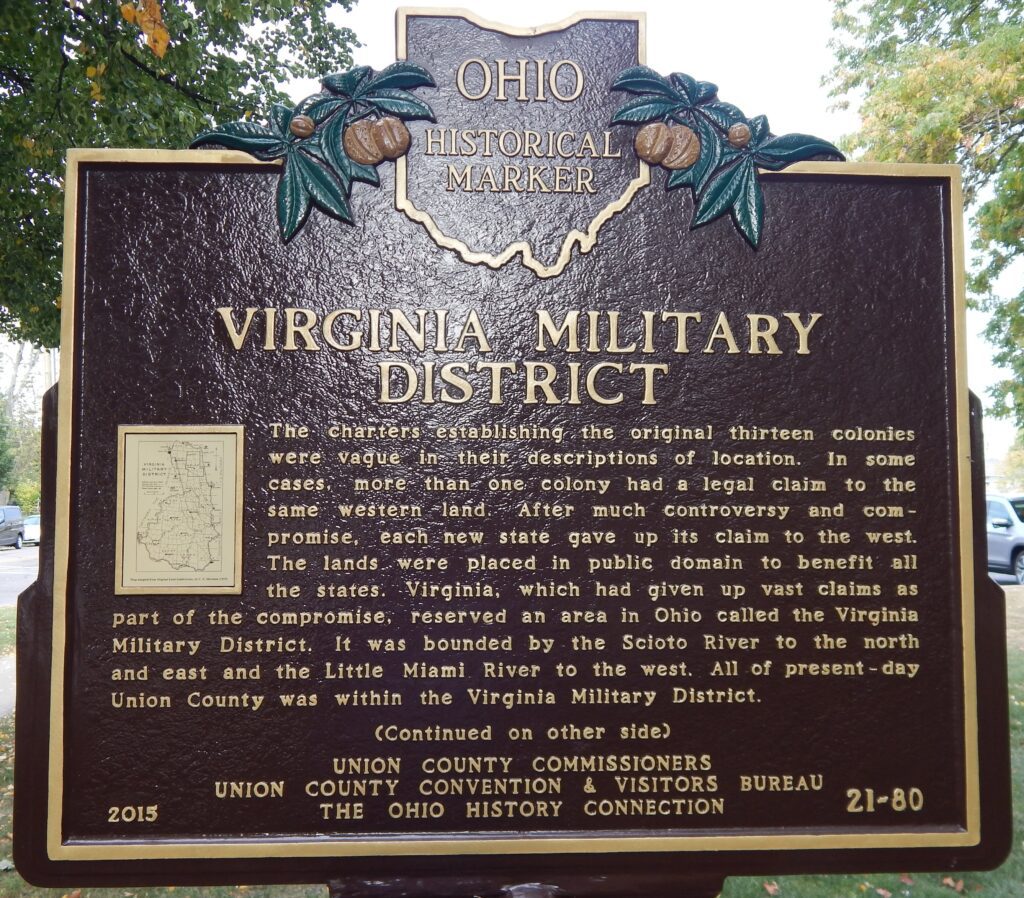 OHIO
HISTORICAL
MARKER
VIRGINIA MILITARY
DISTRICT
VIRGINIA
MILITARY
DISTRICT
The charters establishing the original thirteen colonies
were vague in their descriptions of location. In some
cases, more than one colony had a legal claim to the
same western land. After much controversy and com-
promise, each new state gave up its claim to the west.
The lands were placed in public domain to benefit all
the states. Virginia, which had given up vast claims as
part of the compromise, reserved an area in Ohio called the Virginia
Military District. It was bounded by the Scioto River to the north
and east and the Little Miami River to the west. All of present-day
Union County was within the Virginia Military District.
(Continued on other side)
UNION COUNTY COMMISSIONERS
UNION COUNTY CONVENTION & VISITORS BUREAU
THE OHIO HISTORY CONNECTION
2015
21-80